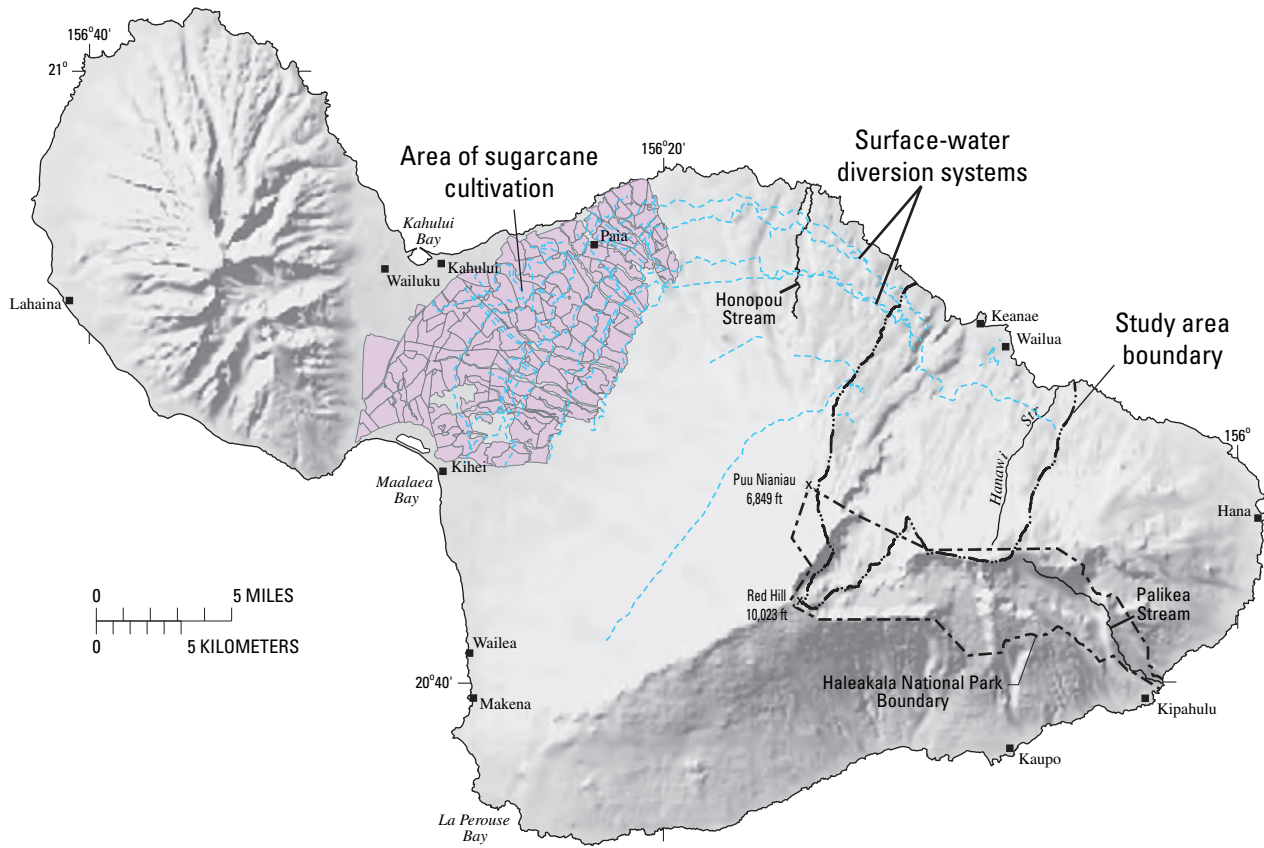 156°40'
21°
156°20'
Area of sugarcane
cultivation
Surface-water
diversion systems
Kahului
Bay
Paia
Wailuku
Kahului
Lahaina
Honopou
Stream
Keanae
Wailua
Study area
boundary
Hanawi Str
156°
Maalaea
Bay
Kihei
Puu Nianiau
6,849 ft
Hana
0 5 MILES
0 5 KILOMETERS
Red Hill
10,023 ft
Palikea
Stream
Wailea
20°40'
Makena
Haleakala National Park
Boundary
Kipahulu
Kaupo
La Perouse
Bay